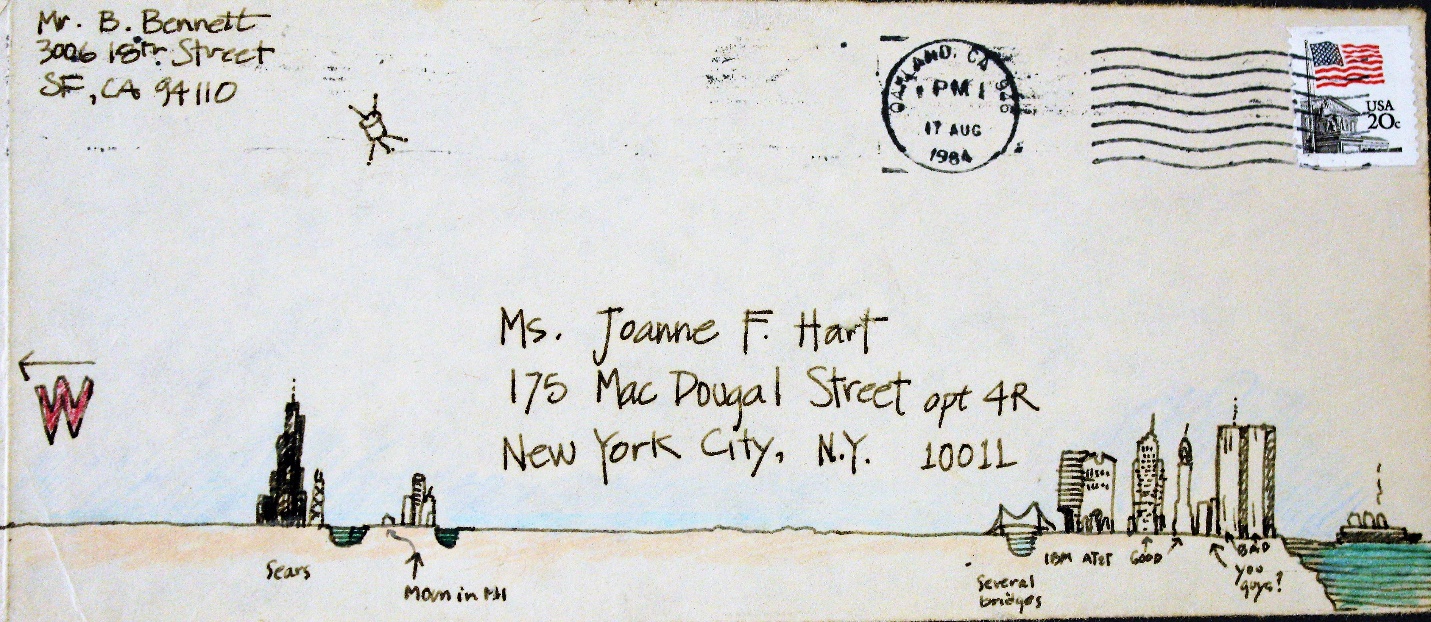 Mr. B. Bennett
3006 18th. Street
SF, CA 94110
OAKLAND, CA
PM
17 AUG
1984
USA
20c
Ms. Joanne F. Hart
175 Mac Dougal Street apt 4R
New York City, N.Y. 10011
W
Sears
Mom in MI
Several
bridges
IBM AT&T GOOD
BAD
You
guys?